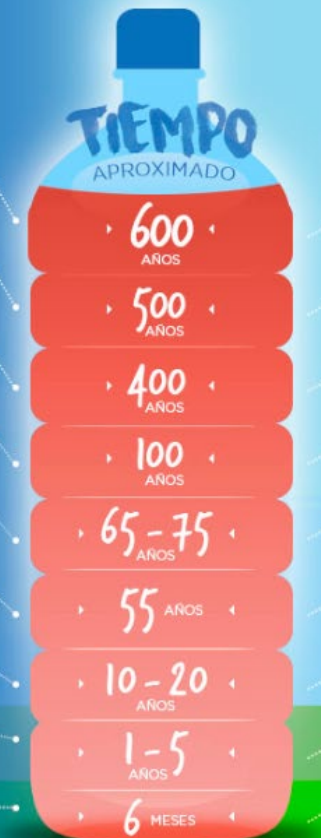 TIEMPO
APROXIMADO
600
AÑOS
500
AÑOS
400
AÑOS
100
AÑOS
65-75
AÑOS
55 AÑOS
10-20
AÑOS
1-5
AÑOS
6 MESES